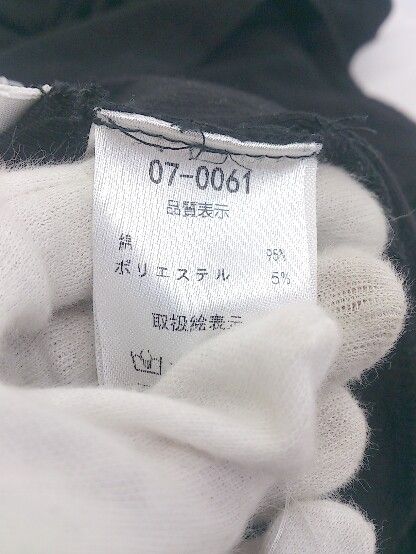 07-0061
品質表示
綿 95%
ポリエステル 5%
取扱絵表示